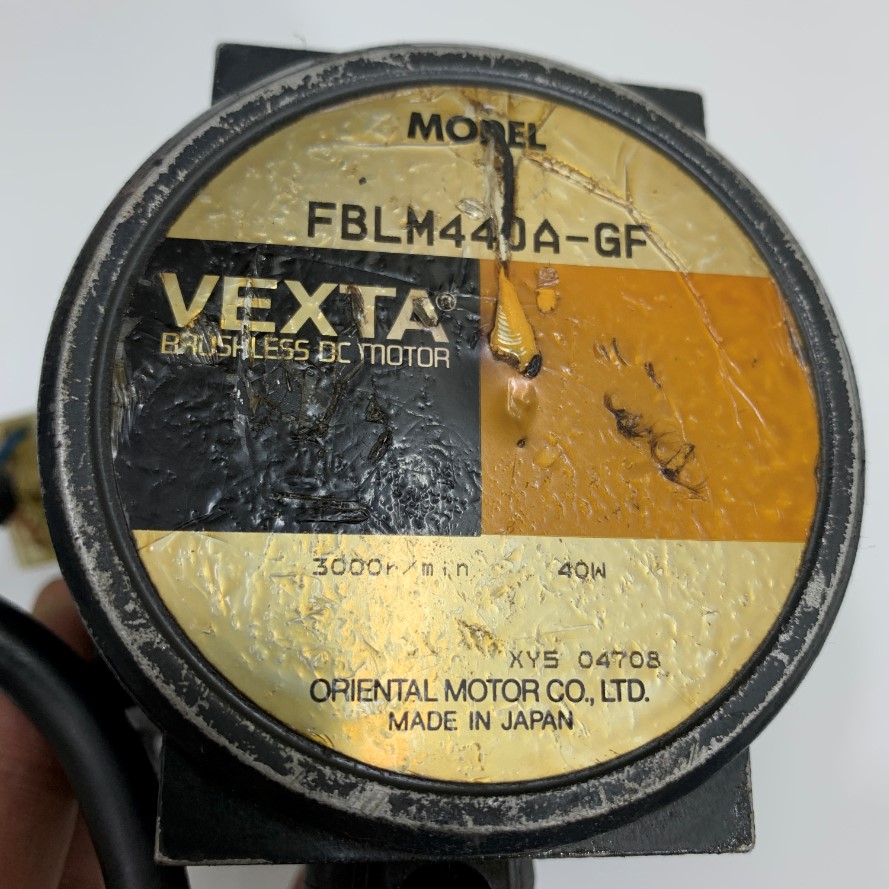 MODEL
FBLM440A-GF
VEXTA®
BRUSHLESS DC MOTOR
3000r/min 40W
XY5 04708
ORIENTAL MOTOR CO., LTD.
MADE IN JAPAN